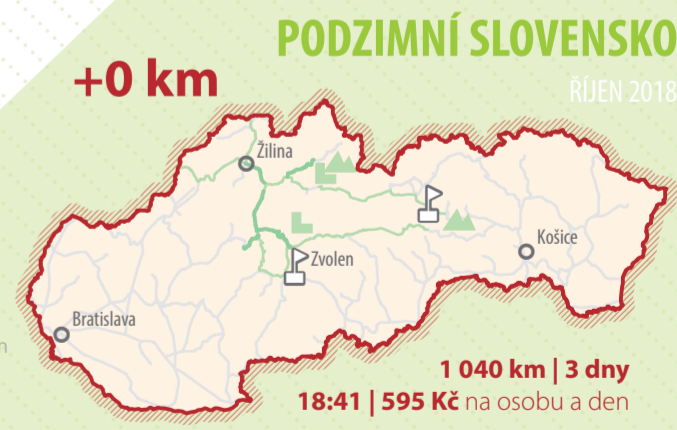 PODZIMNÍ SLOVENSKO
+0 km
ŘÍJEN 2018
Žilina
Košice
Zvolen
Bratislava
1 040 km | 3 dny
18:41 | 595 Kč na osobu a den